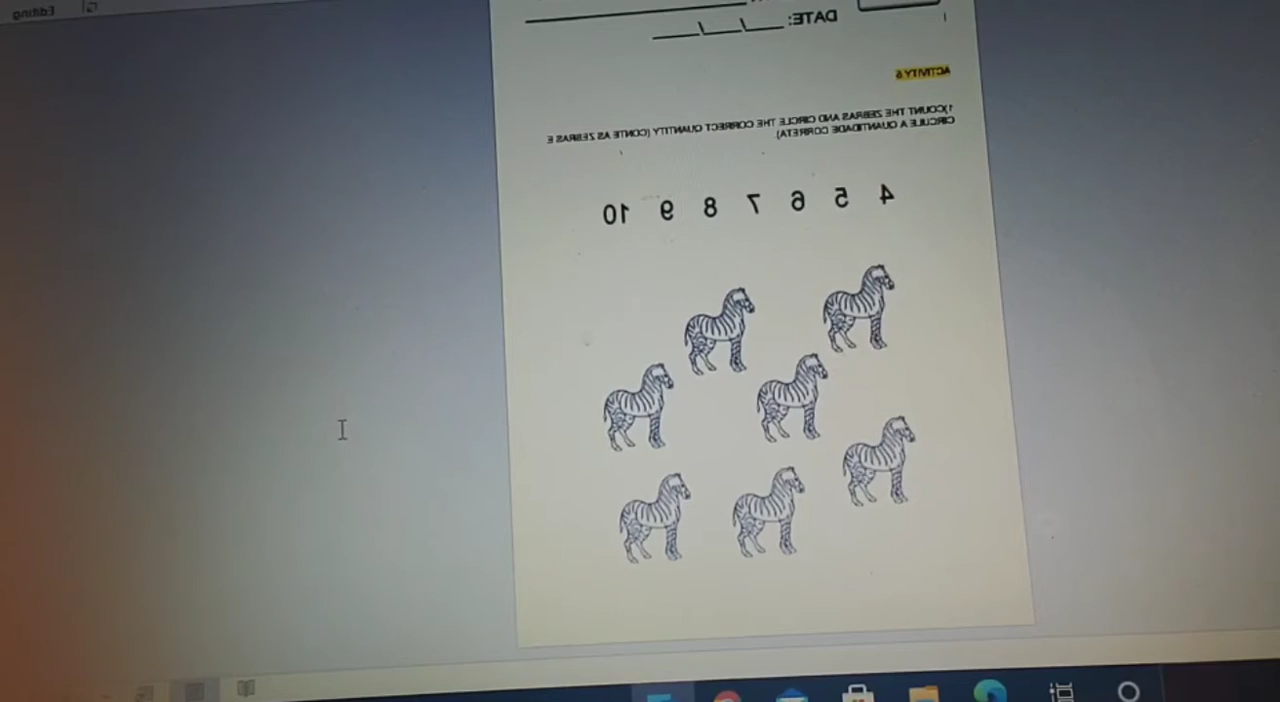 Editing
DATE: ___/___/___
ACTIVITY 6
1)COUNT THE ZEBRAS AND CIRCLE THE CORRECT QUANTITY (CONTE AS ZEBRAS E
CIRCULE A QUANTIDADE CORRETA).
4 5 6 7 8 9 10